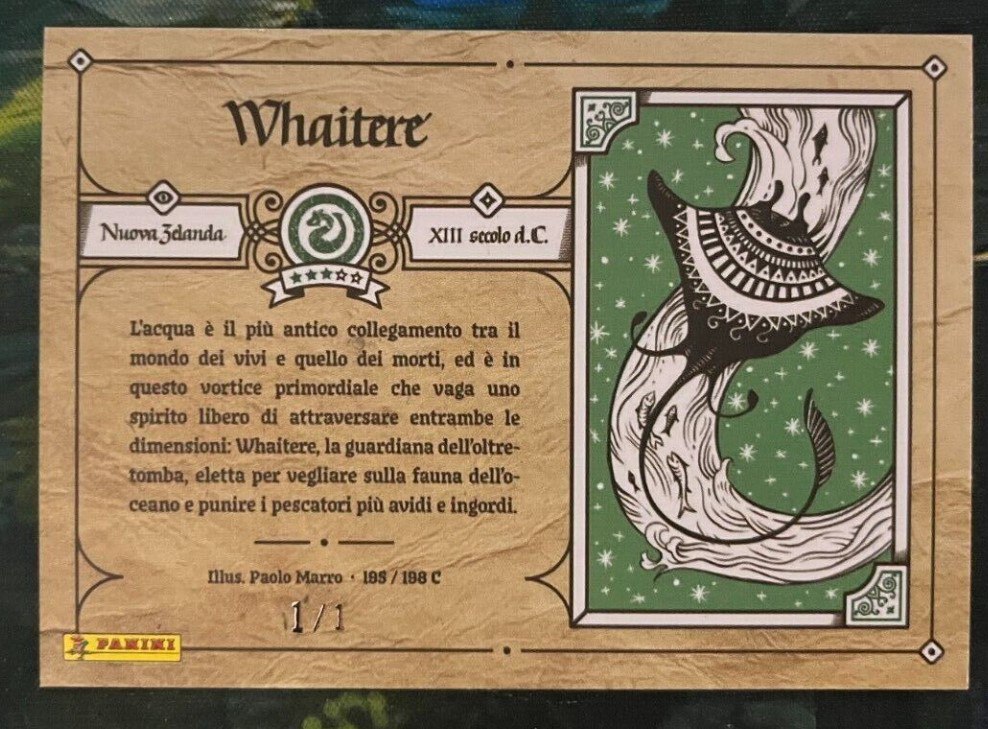 Whaitere
Nuova Zelanda
XIII secolo d.C.
L'acqua è il più antico collegamento tra il
mondo dei vivi e quello dei morti, ed è in
questo vortice primordiale che vaga uno
spirito libero di attraversare entrambe le
dimensioni: Whaitere, la guardiana dell'oltre-
tomba, eletta per vegliare sulla fauna dell'o-
ceano e punire i pescatori più avidi e ingordi.
Illus. Paolo Marro · 195 / 198 C
1/1
PANINI